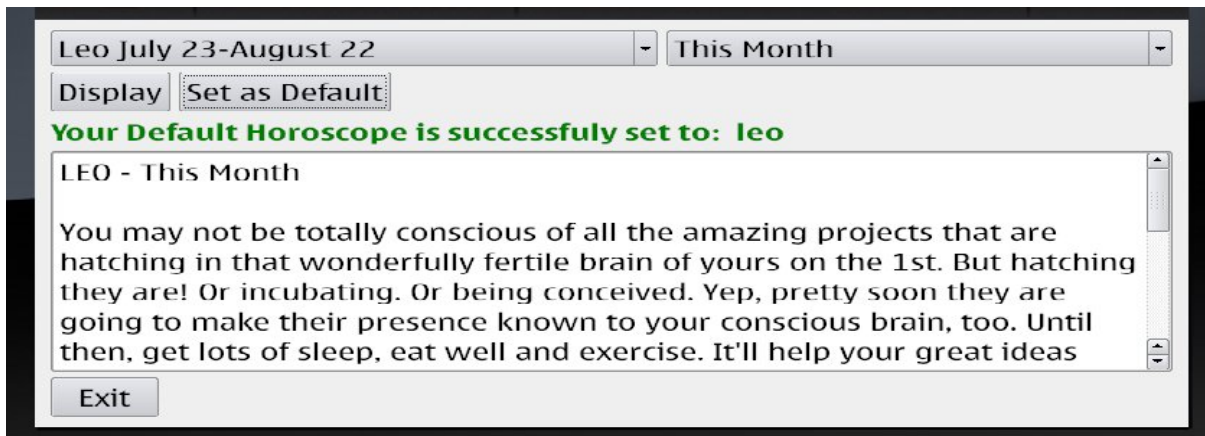 Leo July 23-August 22 This Month
Display Set as Default
Your Default Horoscope is successfuly set to: leo
LEO - This Month
You may not be totally conscious of all the amazing projects that are
hatching in that wonderfully fertile brain of yours on the 1st. But hatching
they are! Or incubating. Or being conceived. Yep, pretty soon they are
going to make their presence known to your conscious brain, too. Until
then, get lots of sleep, eat well and exercise. It'll help your great ideas
Exit